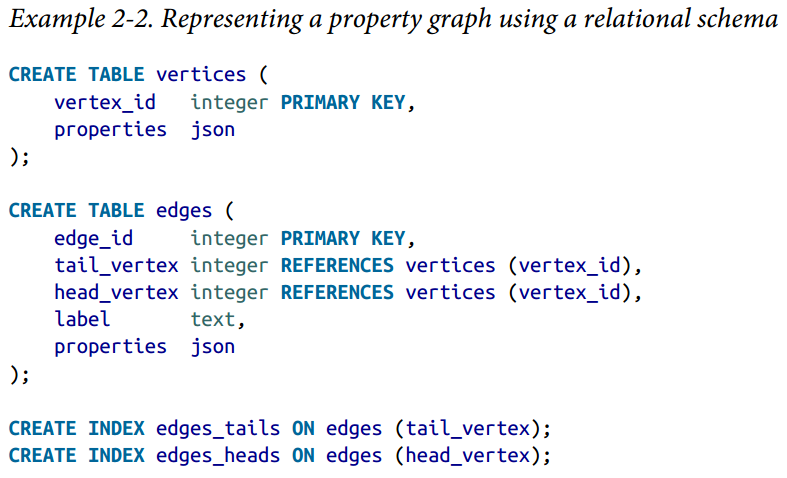 Example 2-2. Representing a property graph using a relational schema
CREATE TABLE vertices (
    vertex_id   integer PRIMARY KEY,
    properties  json
);
CREATE TABLE edges (
    edge_id     integer PRIMARY KEY,
    tail_vertex integer REFERENCES vertices (vertex_id),
    head_vertex integer REFERENCES vertices (vertex_id),
    label       text,
    properties  json
);
CREATE INDEX edges_tails ON edges (tail_vertex);
CREATE INDEX edges_heads ON edges (head_vertex);